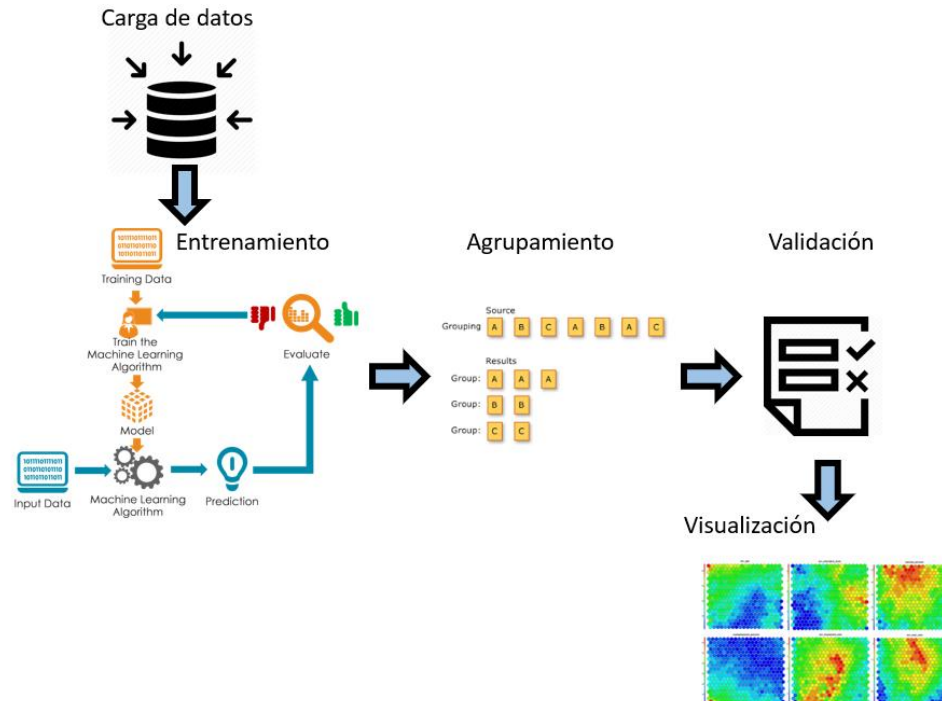 Carga de datos
Entrenamiento
Training Data
Train the
Machine Learning
Algorithm
Model
Input Data
Machine Learning
Algorithm
Prediction
Evaluate
Agrupamiento
Source
Grouping A B C A B A C
Results
Group: A A A
Group: B B
Group: C C
Validación
Visualización